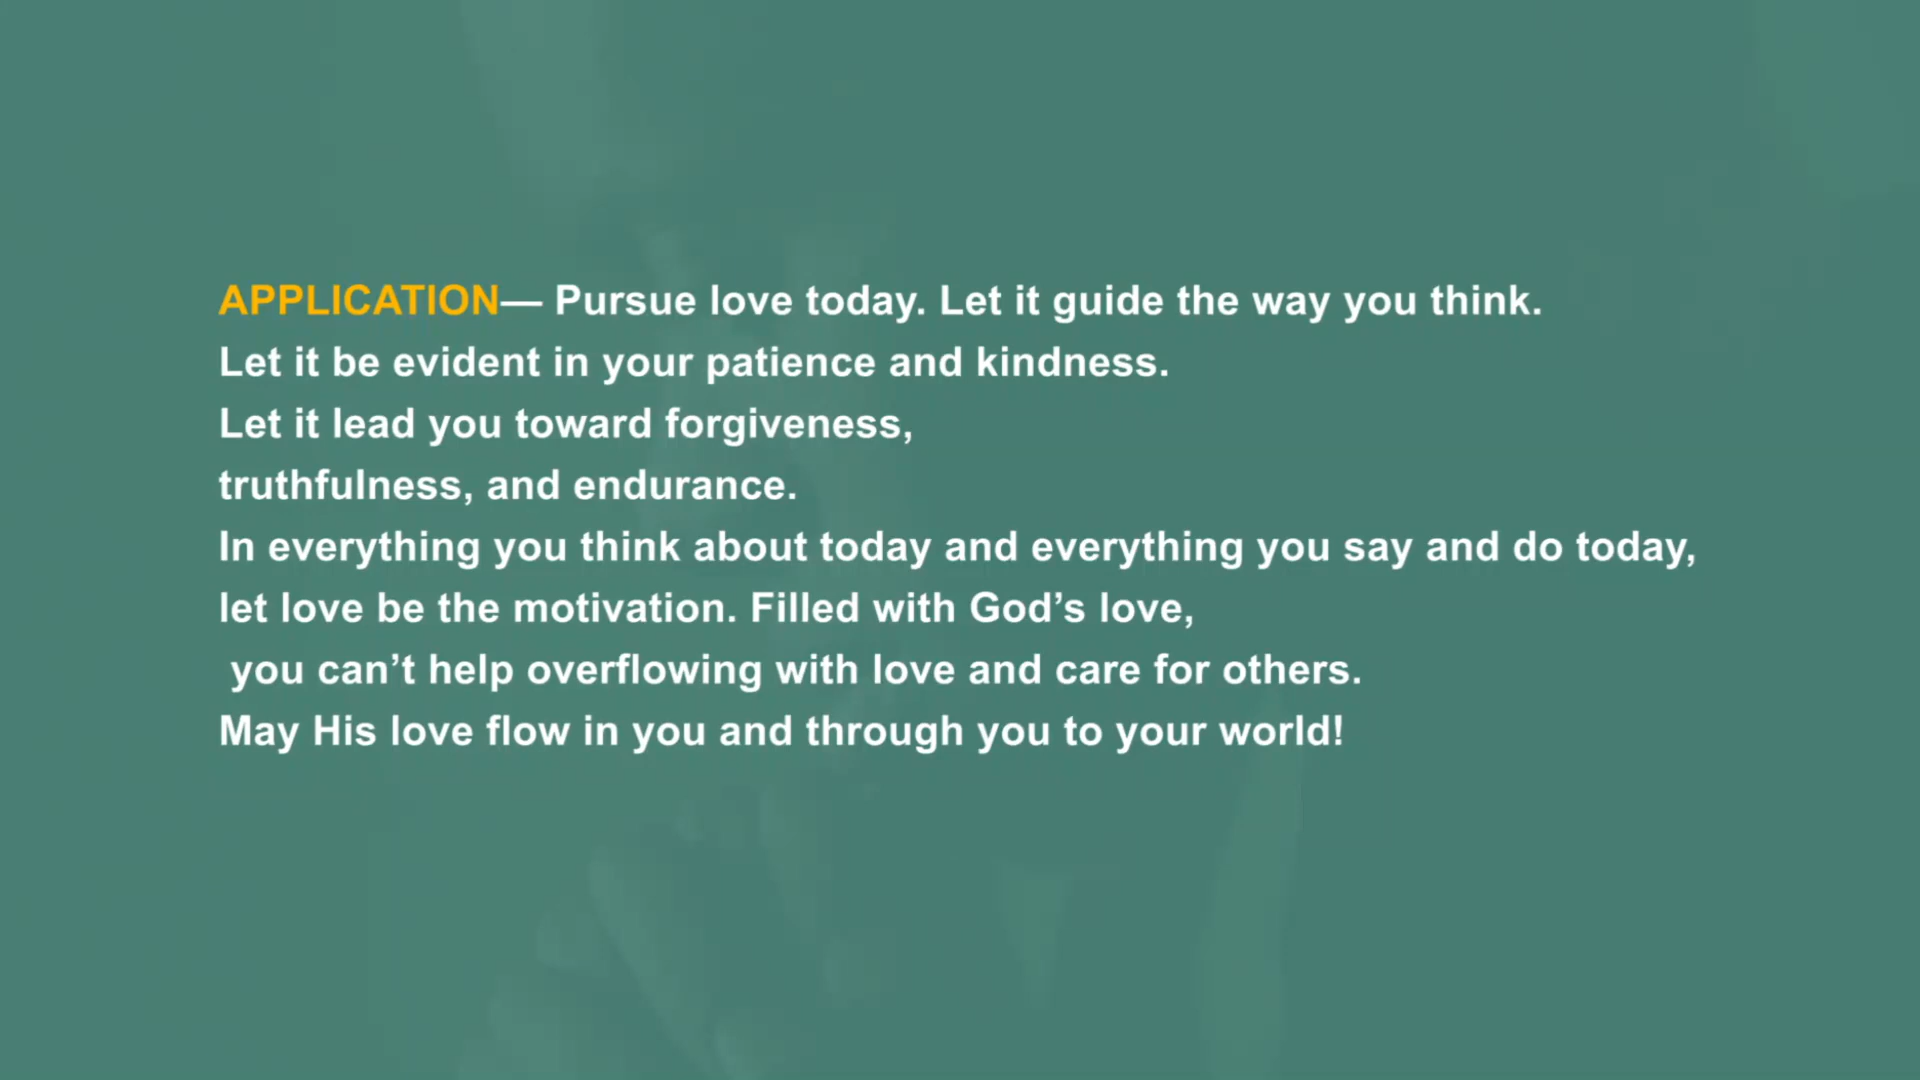 APPLICATION— Pursue love today. Let it guide the way you think.
Let it be evident in your patience and kindness.
Let it lead you toward forgiveness,
truthfulness, and endurance.
In everything you think about today and everything you say and do today,
let love be the motivation. Filled with God’s love,
you can’t help overflowing with love and care for others.
May His love flow in you and through you to your world!